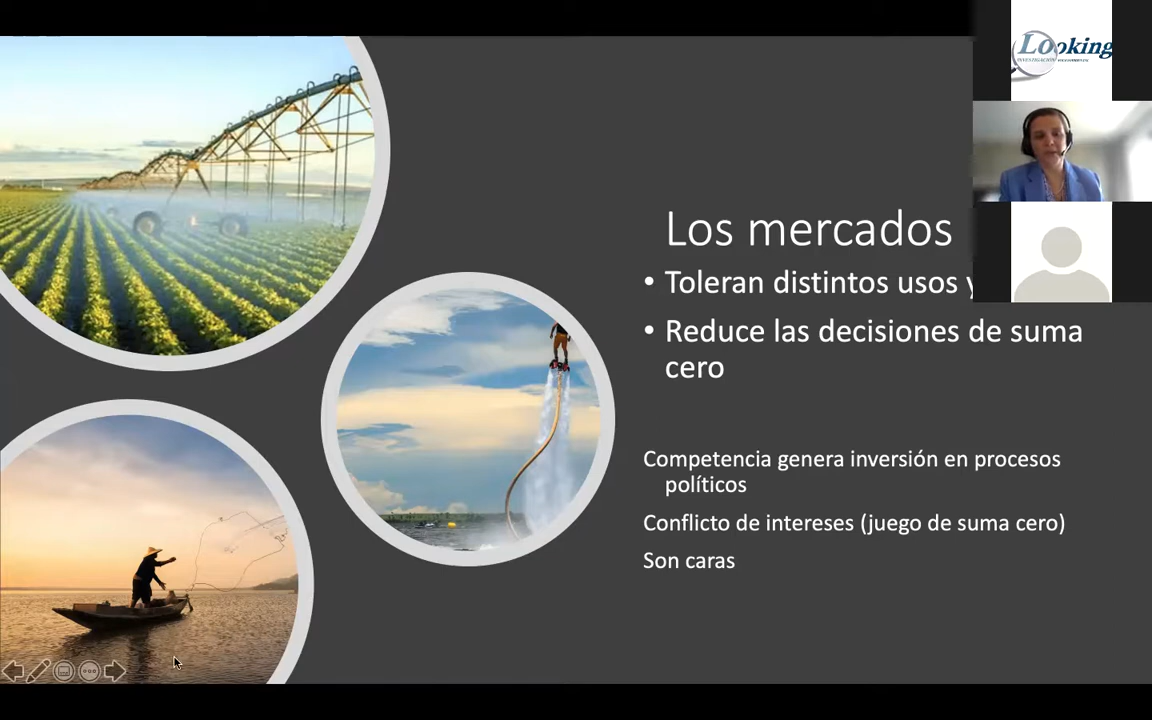 Looking
INVESTIGACIÓN
Los mercados
• Toleran distintos usos y
• Reduce las decisiones de suma
cero
Competencia genera inversión en procesos
políticos
Conflicto de intereses (juego de suma cero)
Son caras